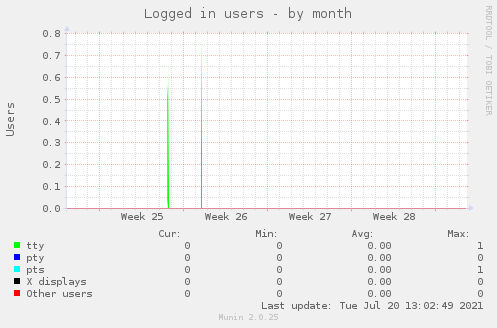 Logged in users - by month
RRDTOOL / TOBI OETIKER
Users
0.8
0.7
0.6
0.5
0.4
0.3
0.2
0.1
0.0
Week 25 Week 26 Week 27 Week 28
Cur: Min: Avg: Max:
tty 0 0 0.00 1
pty 0 0 0.00 0
pts 0 0 0.00 1
X displays 0 0 0.00 0
Other users 0 0 0.00 0
Last update: Tue Jul 20 13:02:49 2021
Munin 2.0.25